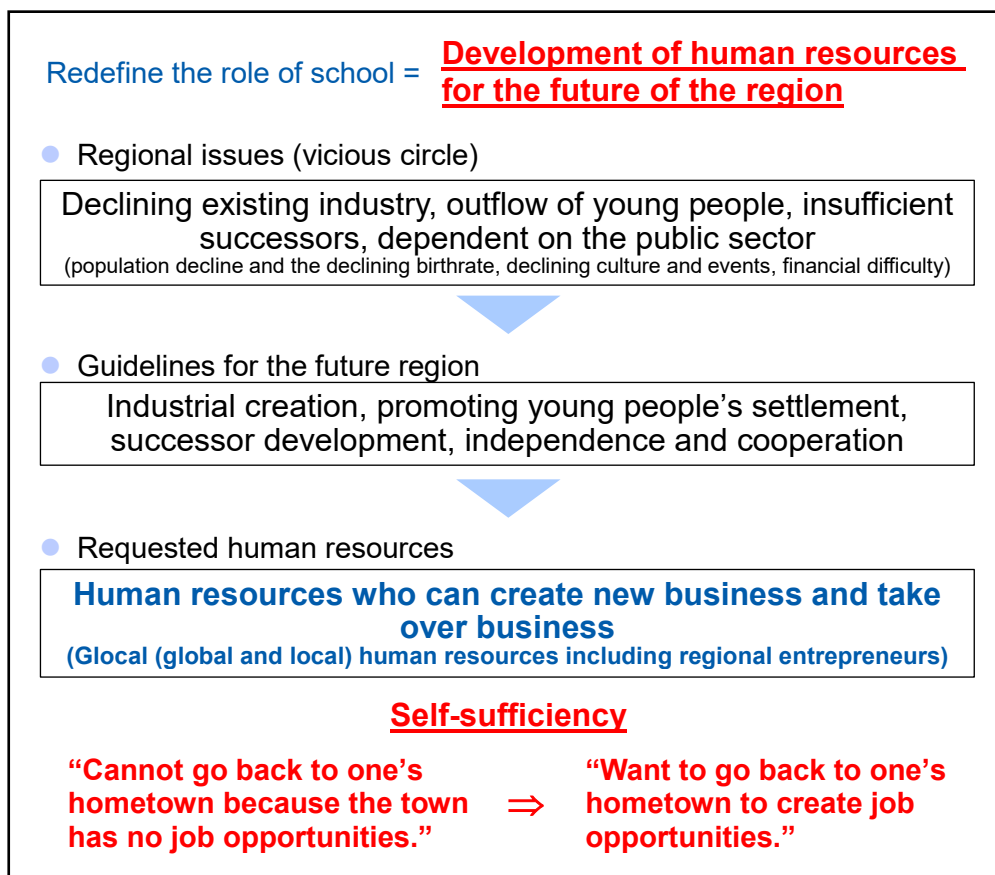 Redefine the role of school = Development of human resources
for the future of the region
Regional issues (vicious circle)
Declining existing industry, outflow of young people, insufficient
successors, dependent on the public sector
(population decline and the declining birthrate, declining culture and events, financial difficulty)
Guidelines for the future region
Industrial creation, promoting young people’s settlement,
successor development, independence and cooperation
Requested human resources
Human resources who can create new business and take
over business
(Glocal (global and local) human resources including regional entrepreneurs)
Self-sufficiency
“Cannot go back to one’s
hometown because the town
has no job opportunities.”
⇒
“Want to go back to one’s
hometown to create job
opportunities.”